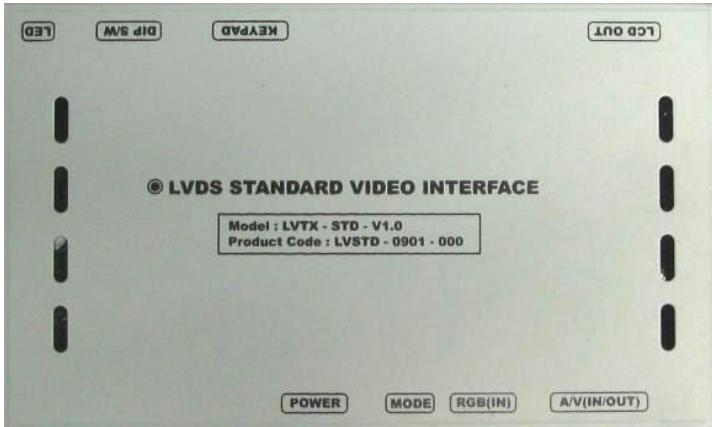 LED DIP S/W KEYPAD LCD OUT
LVDS STANDARD VIDEO INTERFACE
Model : LVTX - STD - V1.0
Product Code : LVSTD - 0901 - 000
POWER MODE RGB(IN) A/V(IN/OUT)